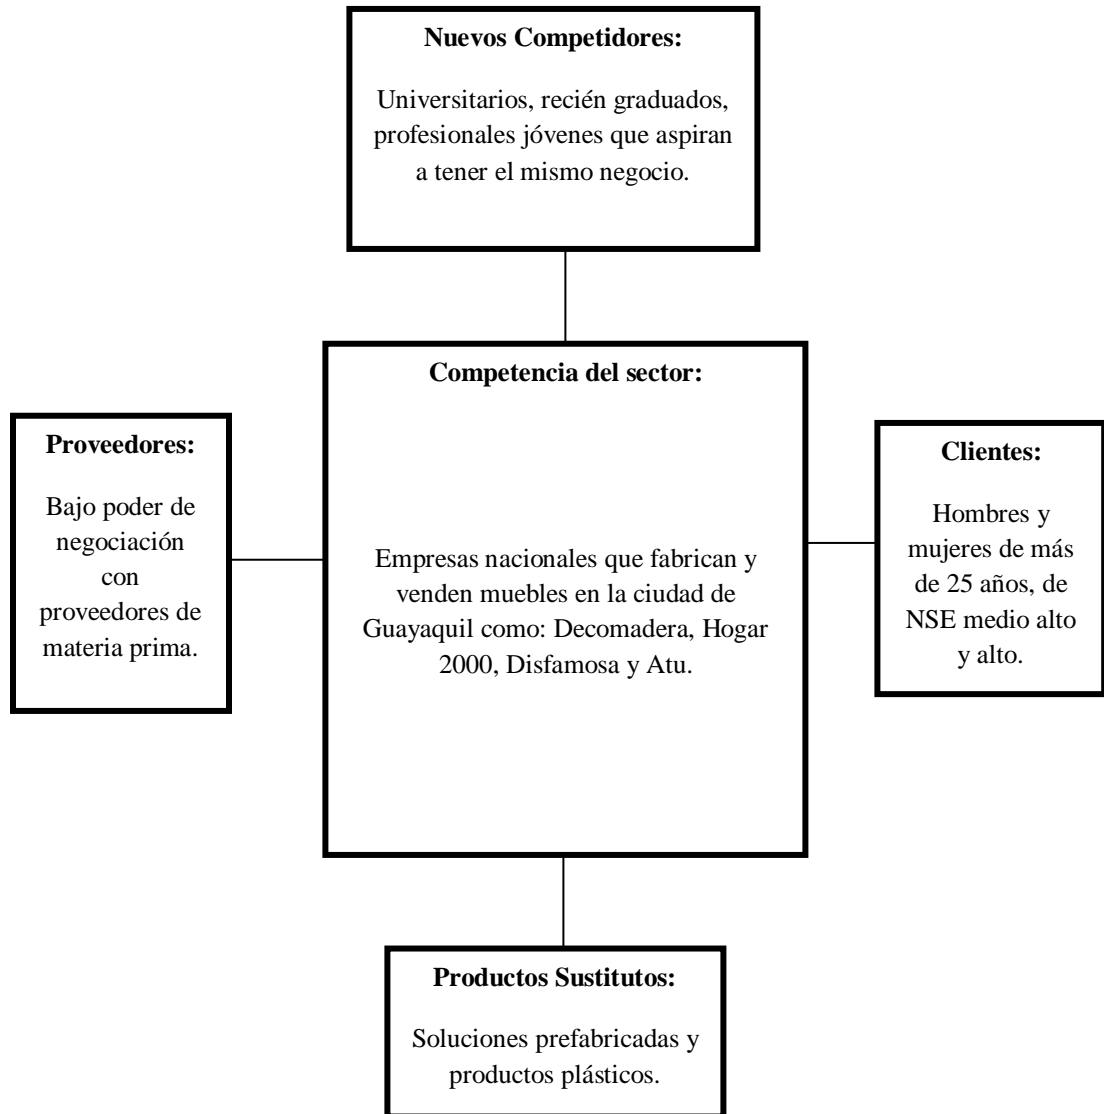 Nuevos Competidores:
Universitarios, recién graduados,
profesionales jóvenes que aspiran
a tener el mismo negocio.
Competencia del sector:
Empresas nacionales que fabrican y
venden muebles en la ciudad de
Guayaquil como: Decomadera, Hogar
2000, Disfamosa y Atu.
Proveedores:
Bajo poder de
negociación
con
proveedores de
materia prima.
Clientes:
Hombres y
mujeres de más
de 25 años, de
NSE medio alto
y alto.
Productos Sustitutos:
Soluciones prefabricadas y
productos plásticos.